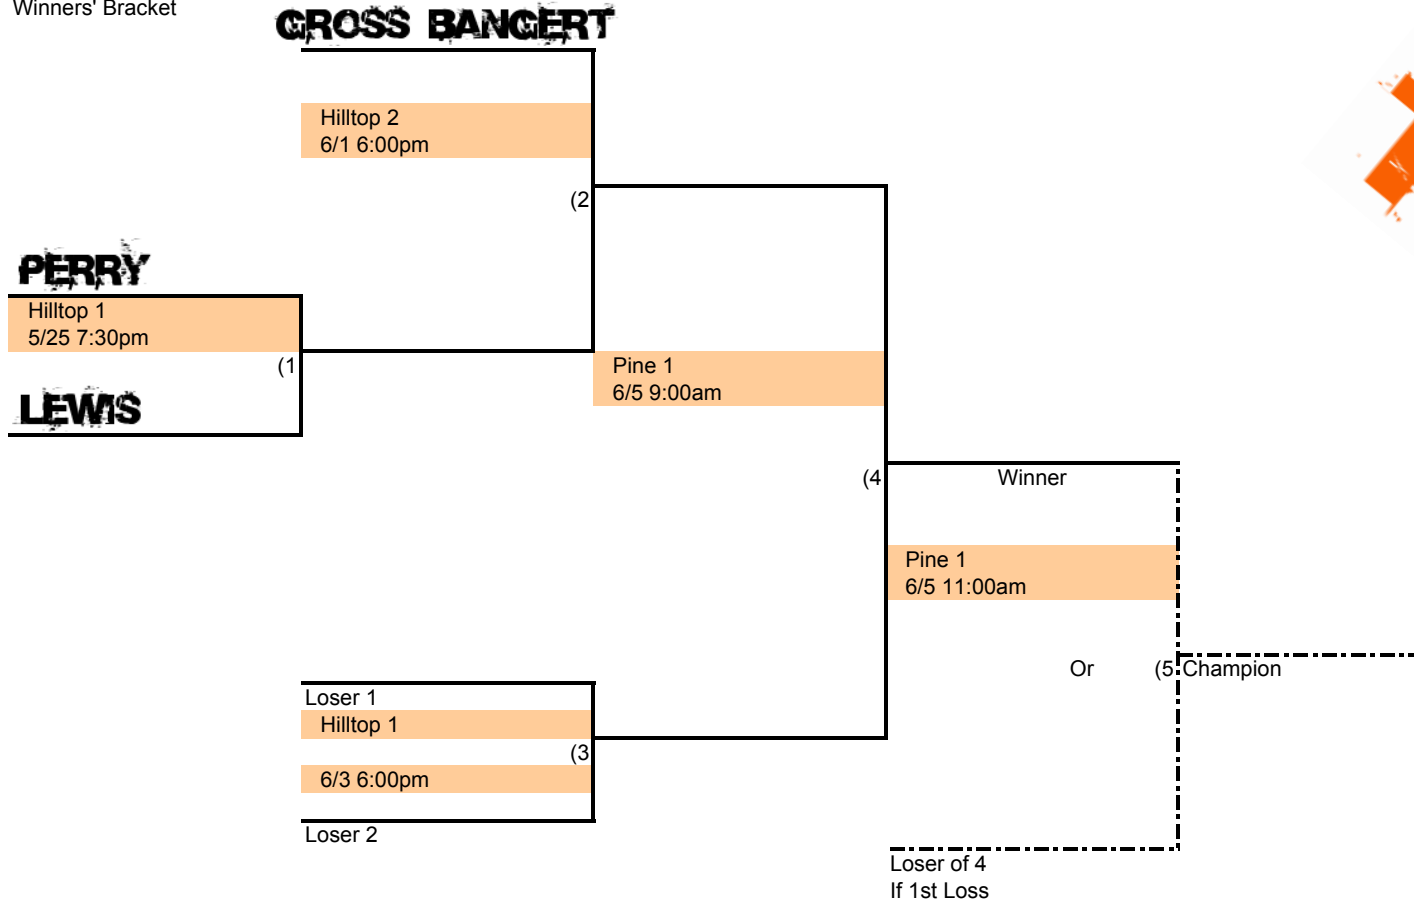 Winners' Bracket
GROSS BANGERT
Hilltop 2
6/1 6:00pm
(2
PERRY
Hilltop 1
5/25 7:30pm
(1
LEWIS
Pine 1
6/5 9:00am
(4
Winner
Pine 1
6/5 11:00am
Or
(5
Champion
Loser 1
Hilltop 1
(3
6/3 6:00pm
Loser 2
Loser of 4
If 1st Loss